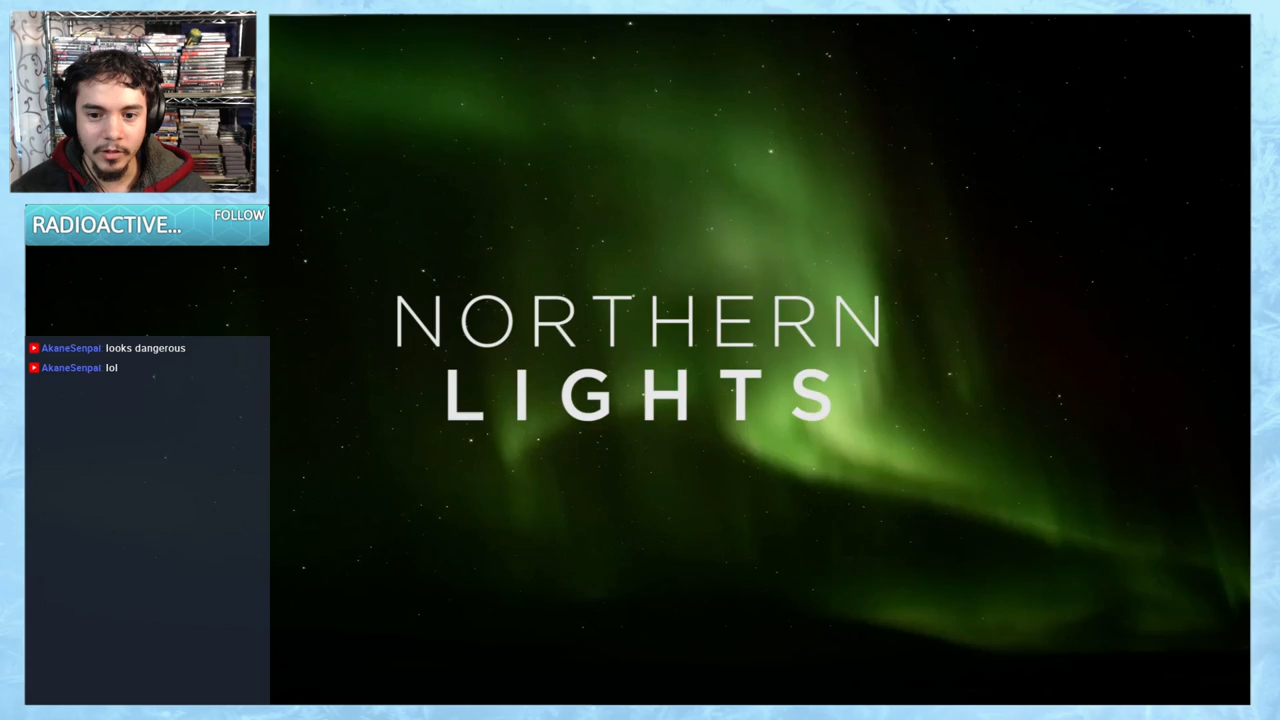 RADIOACTIVE...
FOLLOW
NORTHERN
LIGHTS
AkaneSenpai looks dangerous
AkaneSenpai lol